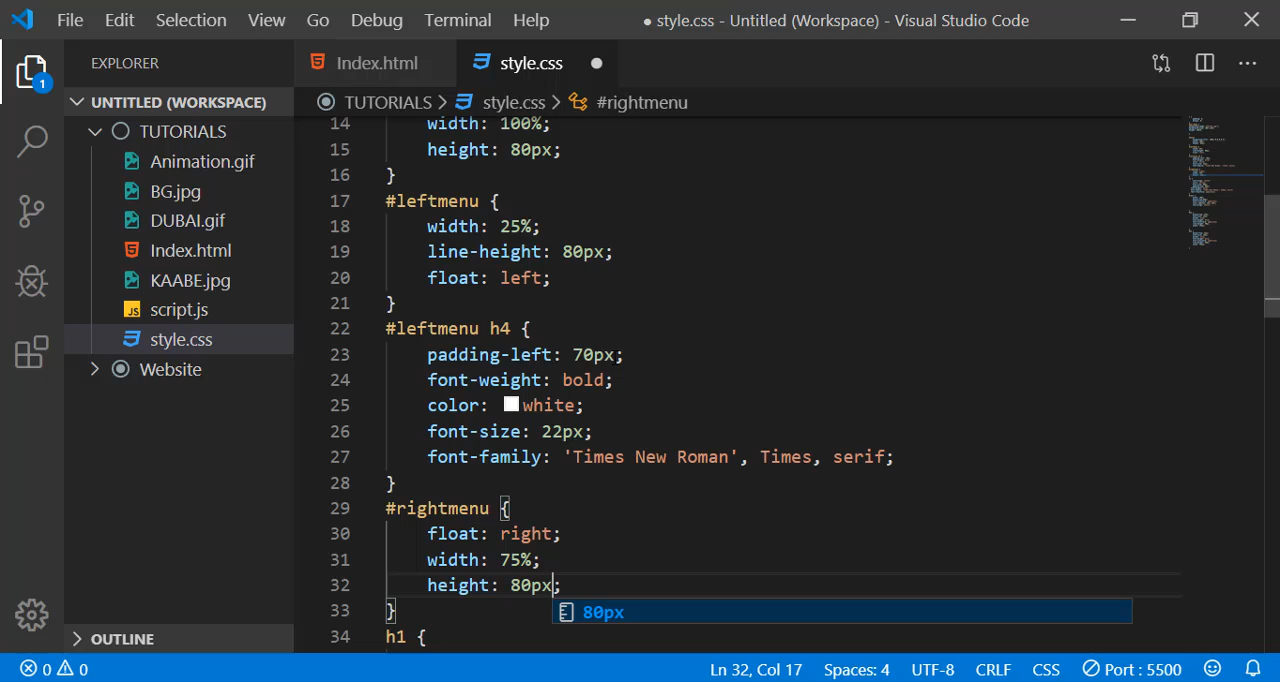 File Edit Selection View Go Debug Terminal Help ● style.css - Untitled (Workspace) - Visual Studio Code
EXPLORER
Index.html
style.css
UNTITLED (WORKSPACE)
TUTORIALS > style.css > #rightmenu
TUTORIALS
Animation.gif
BG.jpg
DUBAI.gif
Index.html
KAABE.jpg
JS script.js
style.css
Website
OUTLINE
1
14 width: 100%;
15 height: 80px;
16 }
17 #leftmenu {
18 width: 25%;
19 line-height: 80px;
20 float: left;
21 }
22 #leftmenu h4 {
23 padding-left: 70px;
24 font-weight: bold;
25 color: white;
26 font-size: 22px;
27 font-family: 'Times New Roman', Times, serif;
28 }
29 #rightmenu {
30 float: right;
31 width: 75%;
32 height: 80px;
33 }
80px
34 h1 {
0 0 Ln 32, Col 17 Spaces: 4 UTF-8 CRLF CSS Port : 5500